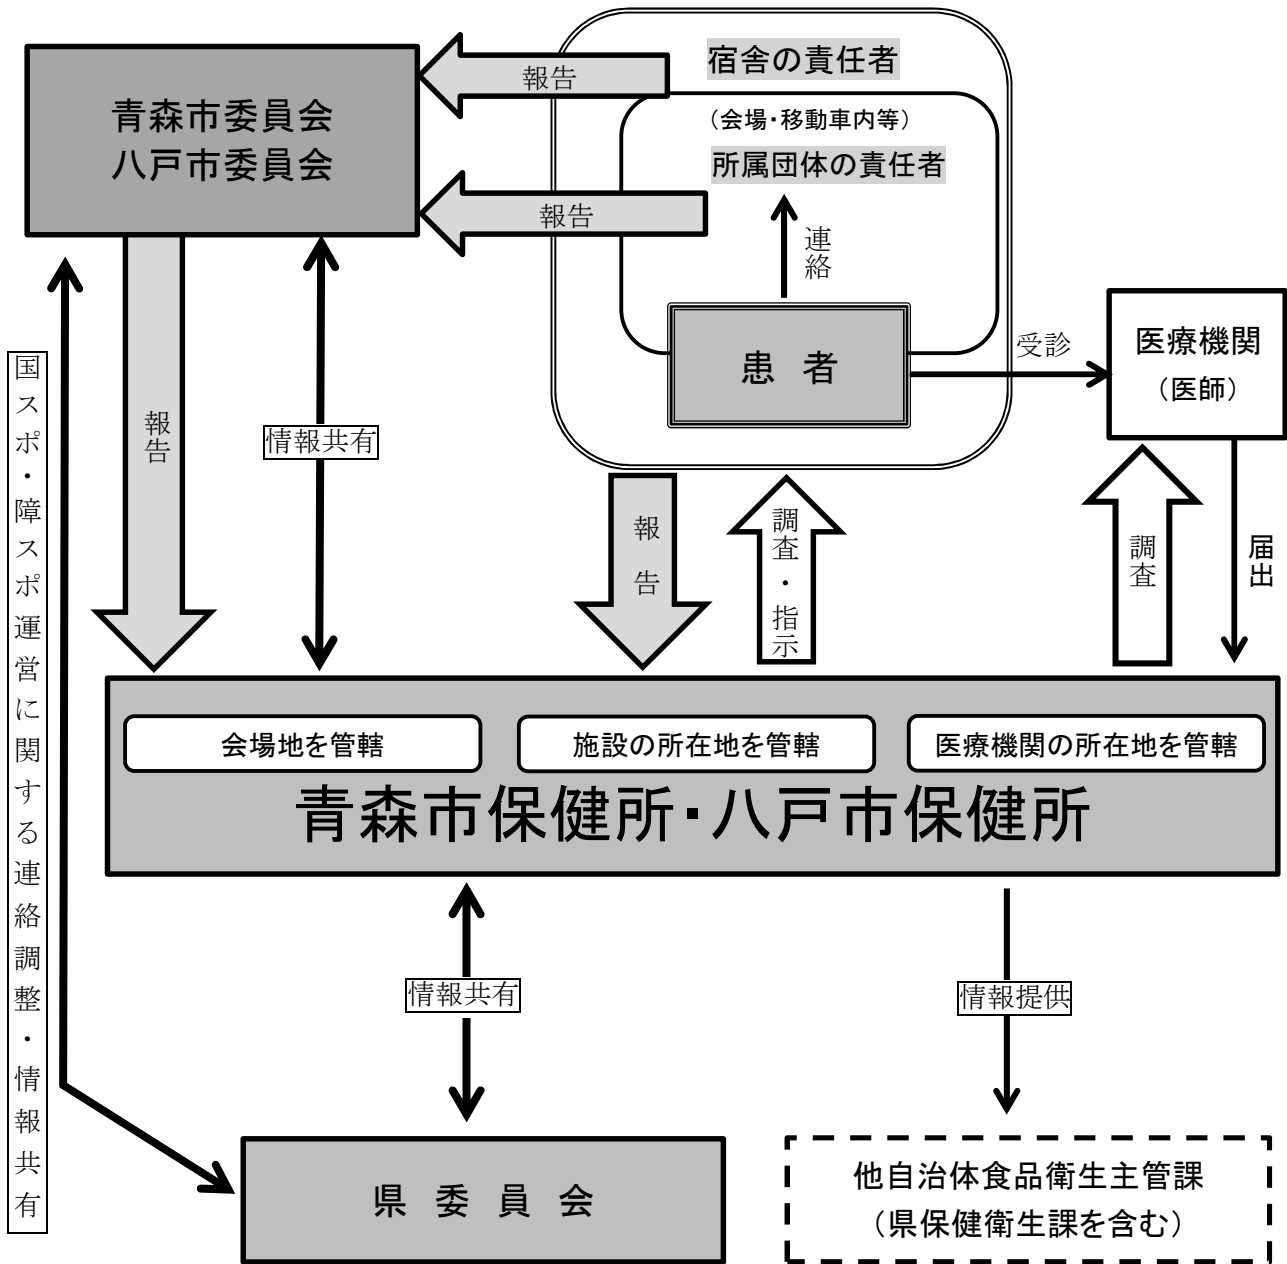 宿舎の責任者
報告
青森市委員会
八戸市委員会
(会場・移動車内等)
所属団体の責任者
報告
連絡
患 者
受診
医療機関
(医師)
国スポ・障スポ運営に関する連絡調整・情報共有
報告
情報共有
報 告
調査・指示
調査
届出
会場地を管轄
施設の所在地を管轄
医療機関の所在地を管轄
青森市保健所・八戸市保健所
情報共有
情報提供
県 委 員 会
他自治体食品衛生主管課
(県保健衛生課を含む)